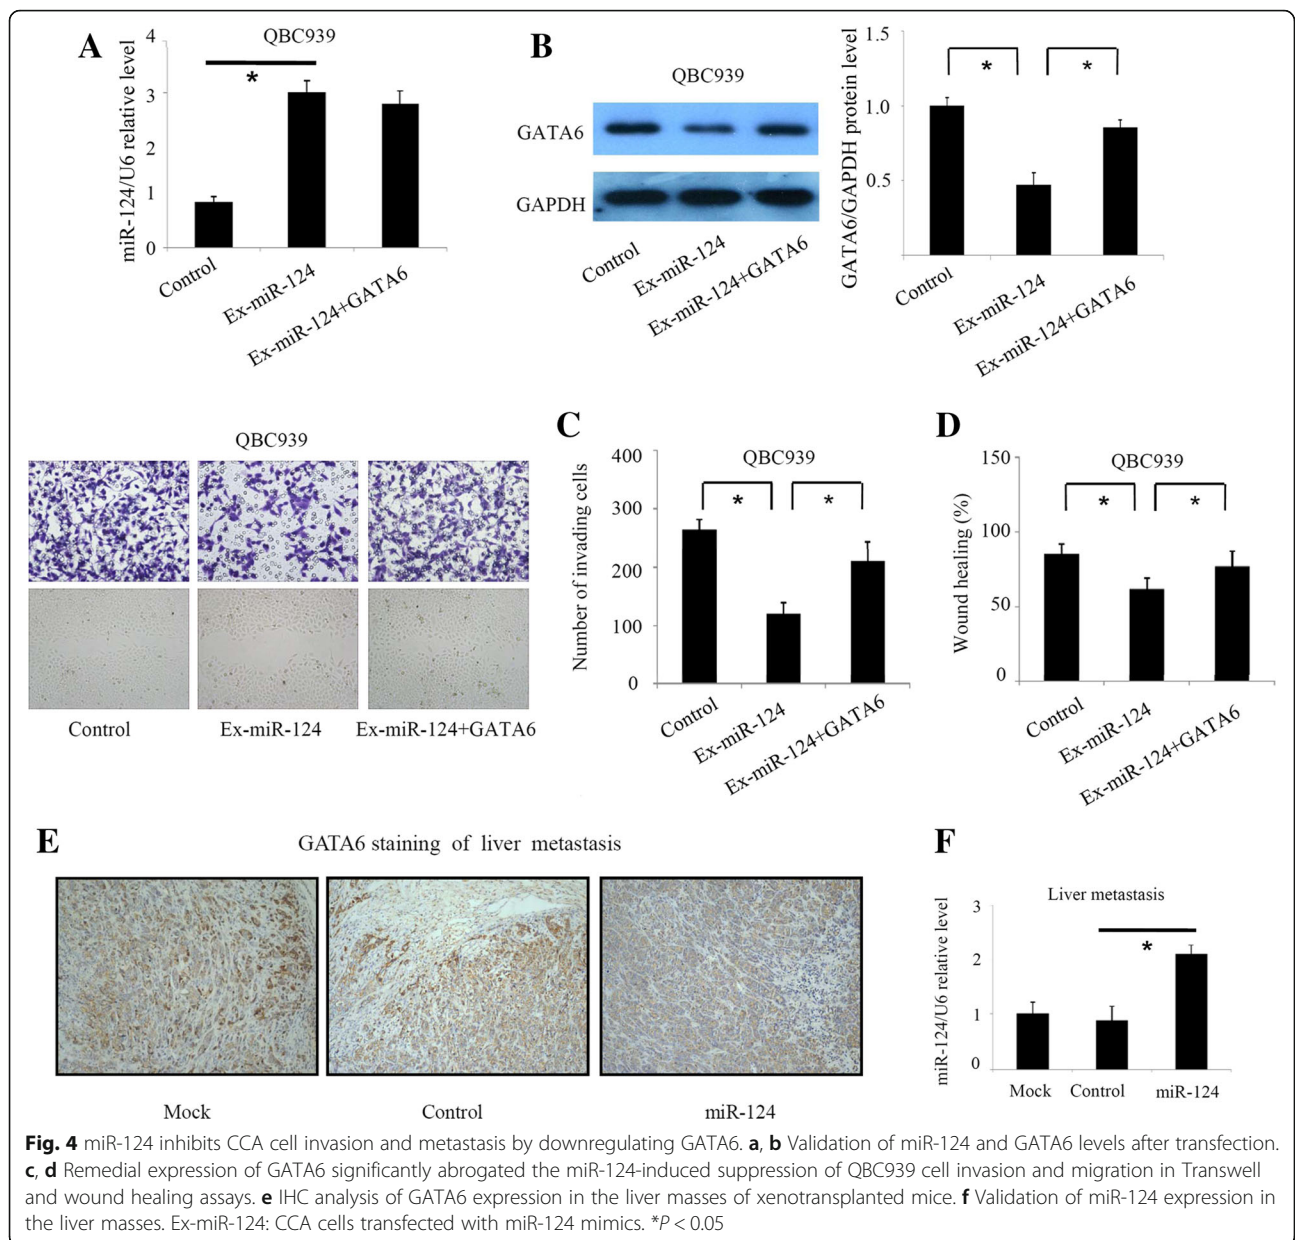 A
QBC939
miR-124/U6 relative level
4
3
2
1
0
*
Control
Ex-miR-124
Ex-miR-124+GATA6
B
QBC939
GATA6
GAPDH
Control
Ex-miR-124
Ex-miR-124+GATA6
GATA6/GAPDH protein level
1.5
1.0
0.5
* *
Control
Ex-miR-124
Ex-miR-124+GATA6
QBC939
Control Ex-miR-124 Ex-miR-124+GATA6
C
QBC939
Number of invading cells
400
300
200
100
0
* *
Control
Ex-miR-124
Ex-miR-124+GATA6
D
QBC939
Wound healing (%)
150
100
50
0
* *
Control
Ex-miR-124
Ex-miR-124+GATA6
E
GATA6 staining of liver metastasis
Mock Control miR-124
F
Liver metastasis
miR-124/U6 relative level
3
2
1
0
*
Mock Control miR-124
Fig. 4 miR-124 inhibits CCA cell invasion and metastasis by downregulating GATA6. a, b Validation of miR-124 and GATA6 levels after transfection.
c, d Remedial expression of GATA6 significantly abrogated the miR-124-induced suppression of QBC939 cell invasion and migration in Transwell
and wound healing assays. e IHC analysis of GATA6 expression in the liver masses of xenotransplanted mice. f Validation of miR-124 expression in
the liver masses. Ex-miR-124: CCA cells transfected with miR-124 mimics. *P < 0.05